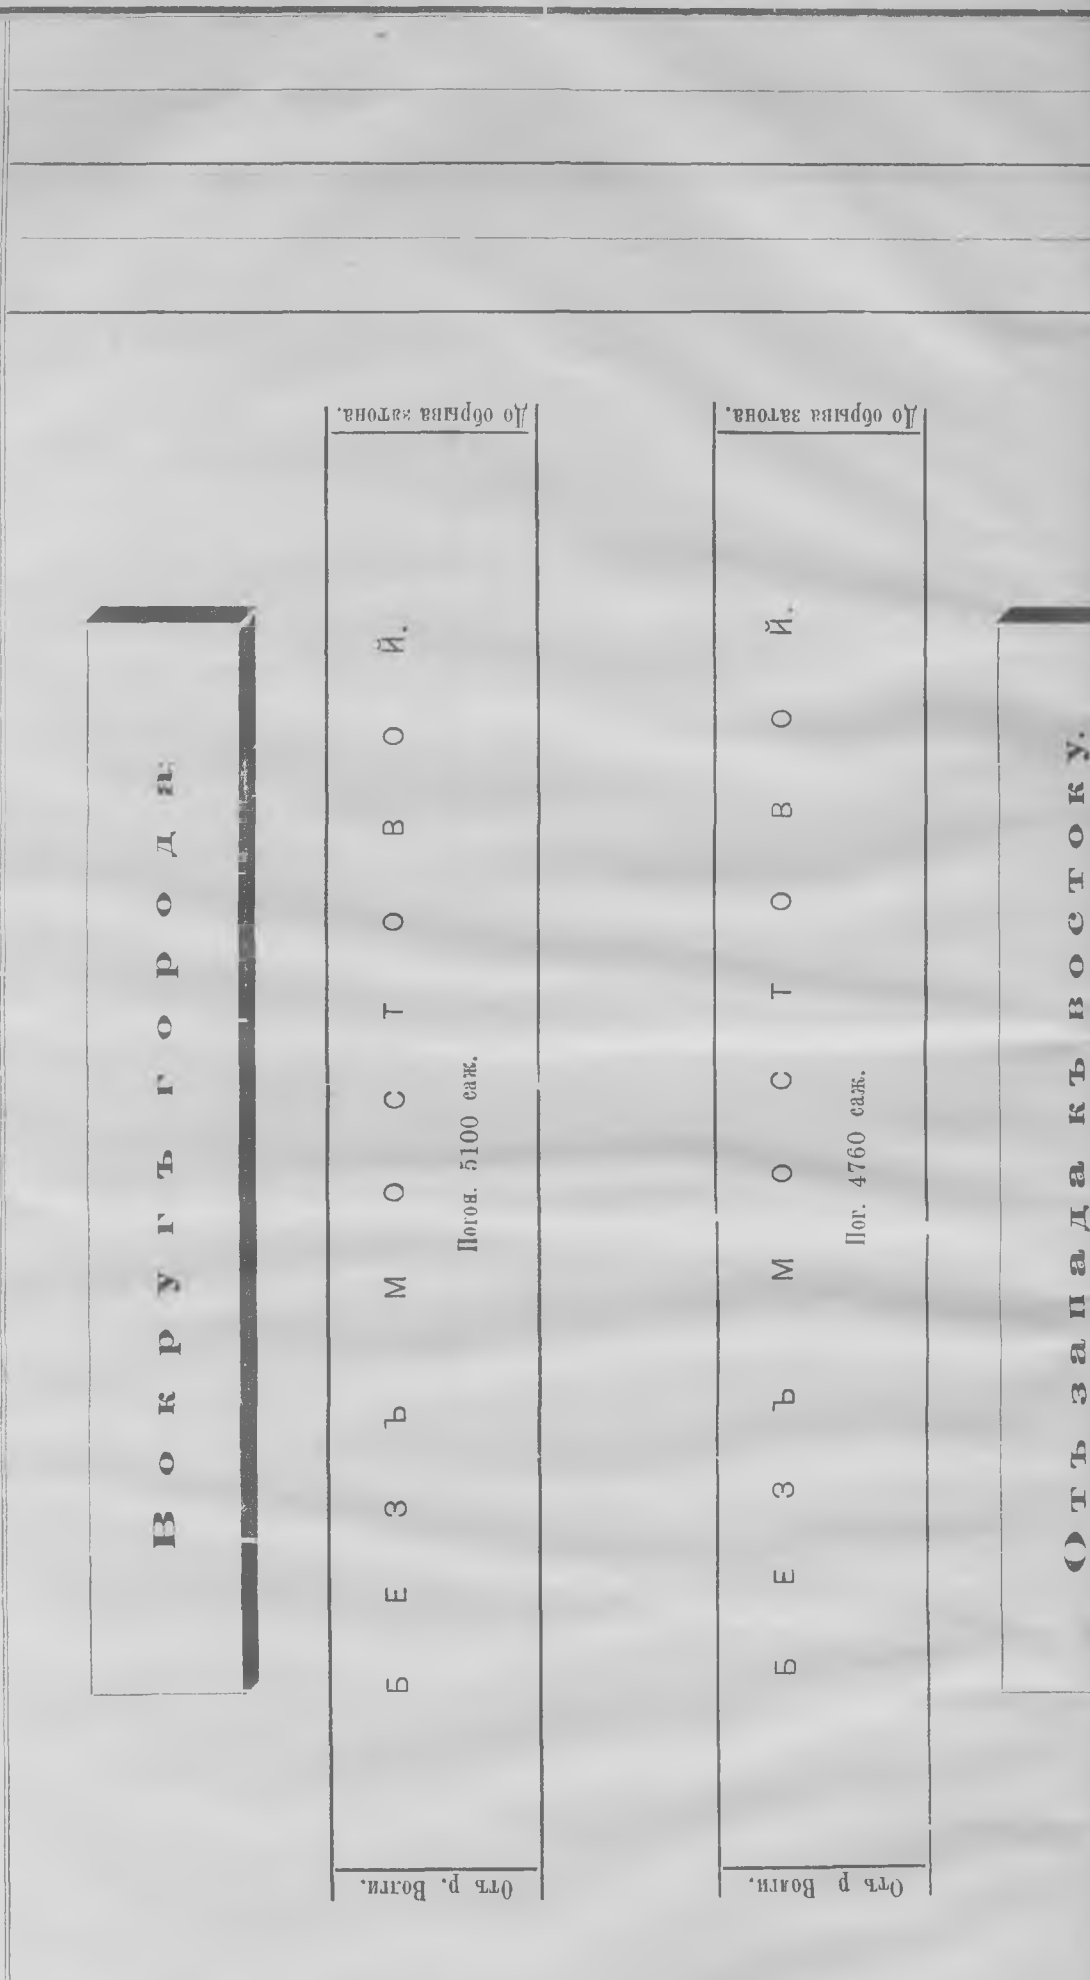 Вокругъ города.
До обрыва затона.
БЕЗЪ МОСТОВОЙ.
Погон. 5100 саж.
Отъ р. Волги.
До обрыва затона.
БЕЗЪ МОСТОВОЙ.
Пог. 4760 саж.
Отъ р Волги.
Отъ запада къ востоку.